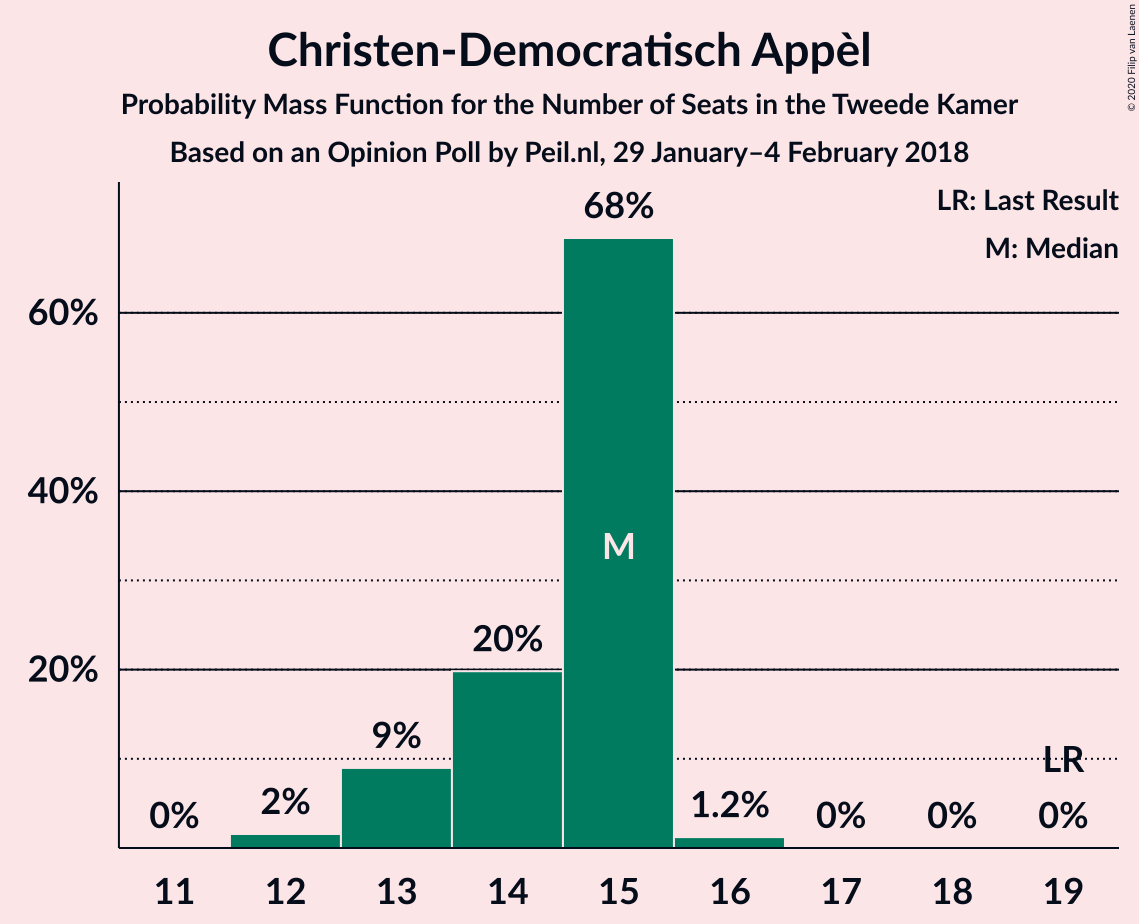 Christen-Democratisch Appèl
Probability Mass Function for the Number of Seats in the Tweede Kamer
Based on an Opinion Poll by Peil.nl, 29 January–4 February 2018
© 2020 Filip van Laenen
LR: Last Result
M: Median
68%
60%
40%
M
20%
20%
9%
LR
0%
2%
1.2%
0%
0%
0%
11 12 13 14 15 16 17 18 19